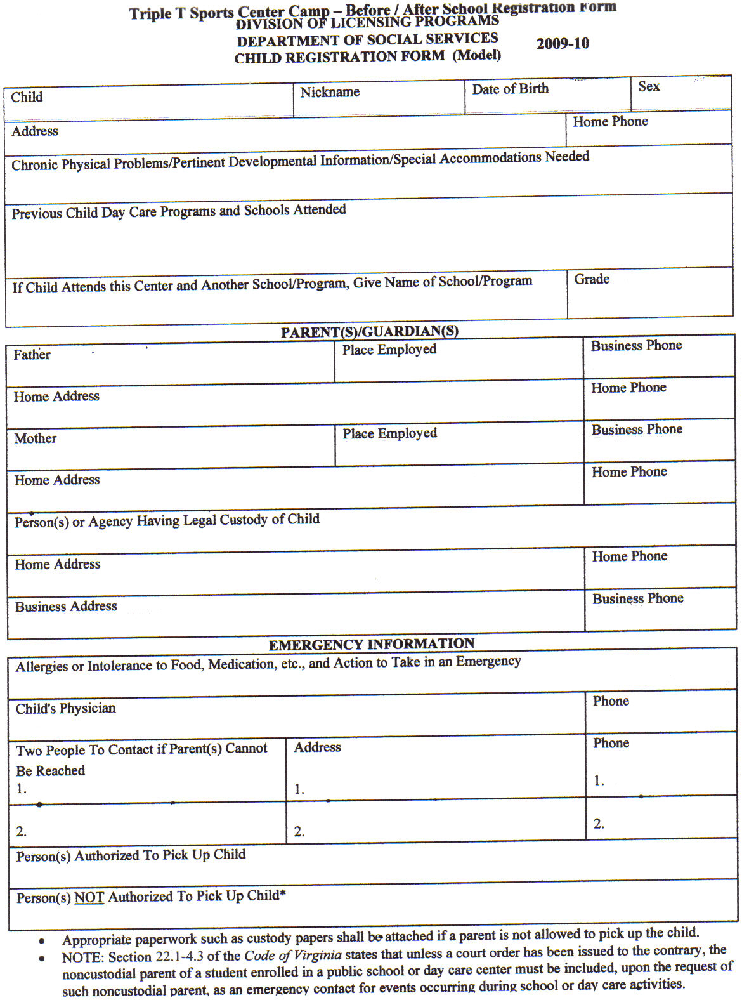 Triple T Sports Center Camp – Before / After School Registration Form
DIVISION OF LICENSING PROGRAMS
DEPARTMENT OF SOCIAL SERVICES 2009-10
CHILD REGISTRATION FORM (Model)
Child Nickname Date of Birth Sex
Address Home Phone
Chronic Physical Problems/Pertinent Developmental Information/Special Accommodations Needed
Previous Child Day Care Programs and Schools Attended
If Child Attends this Center and Another School/Program, Give Name of School/Program Grade
PARENT(S)/GUARDIAN(S)
Father Place Employed Business Phone
Home Address Home Phone
Mother Place Employed Business Phone
Home Address Home Phone
Person(s) or Agency Having Legal Custody of Child
Home Address Home Phone
Business Address Business Phone
EMERGENCY INFORMATION
Allergies or Intolerance to Food, Medication, etc., and Action to Take in an Emergency
Child's Physician Phone
Two People To Contact if Parent(s) Cannot Address Phone
Be Reached
1. 1. 1.
2. 2. 2.
Person(s) Authorized To Pick Up Child
Person(s) NOT Authorized To Pick Up Child*
• Appropriate paperwork such as custody papers shall be attached if a parent is not allowed to pick up the child.
• NOTE: Section 22.1-4.3 of the Code of Virginia states that unless a court order has been issued to the contrary, the
noncustodial parent of a student enrolled in a public school or day care center must be included, upon the request of
such noncustodial parent, as an emergency contact for events occurring during school or day care activities.